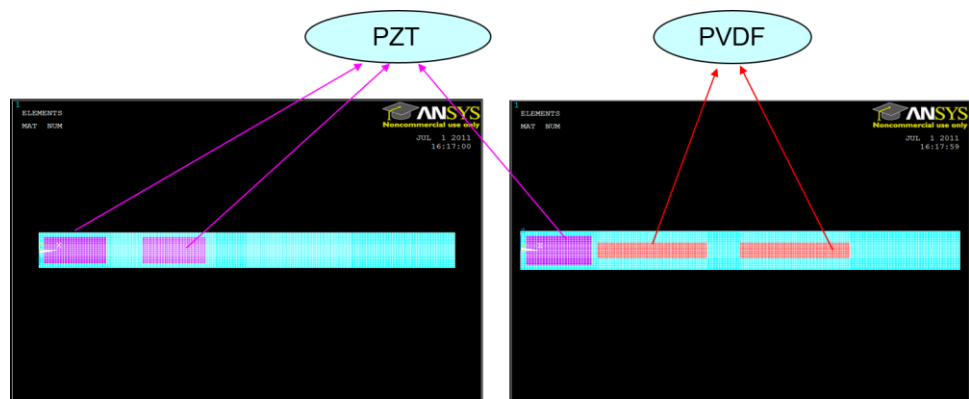 PZT
PVDF
1
ELEMENTS
MAT NUM
ANSYS
Noncommercial use only
JUL 1 2011
16:17:00
X
1
ELEMENTS
MAT NUM
ANSYS
Noncommercial use only
JUL 1 2011
16:17:59
X